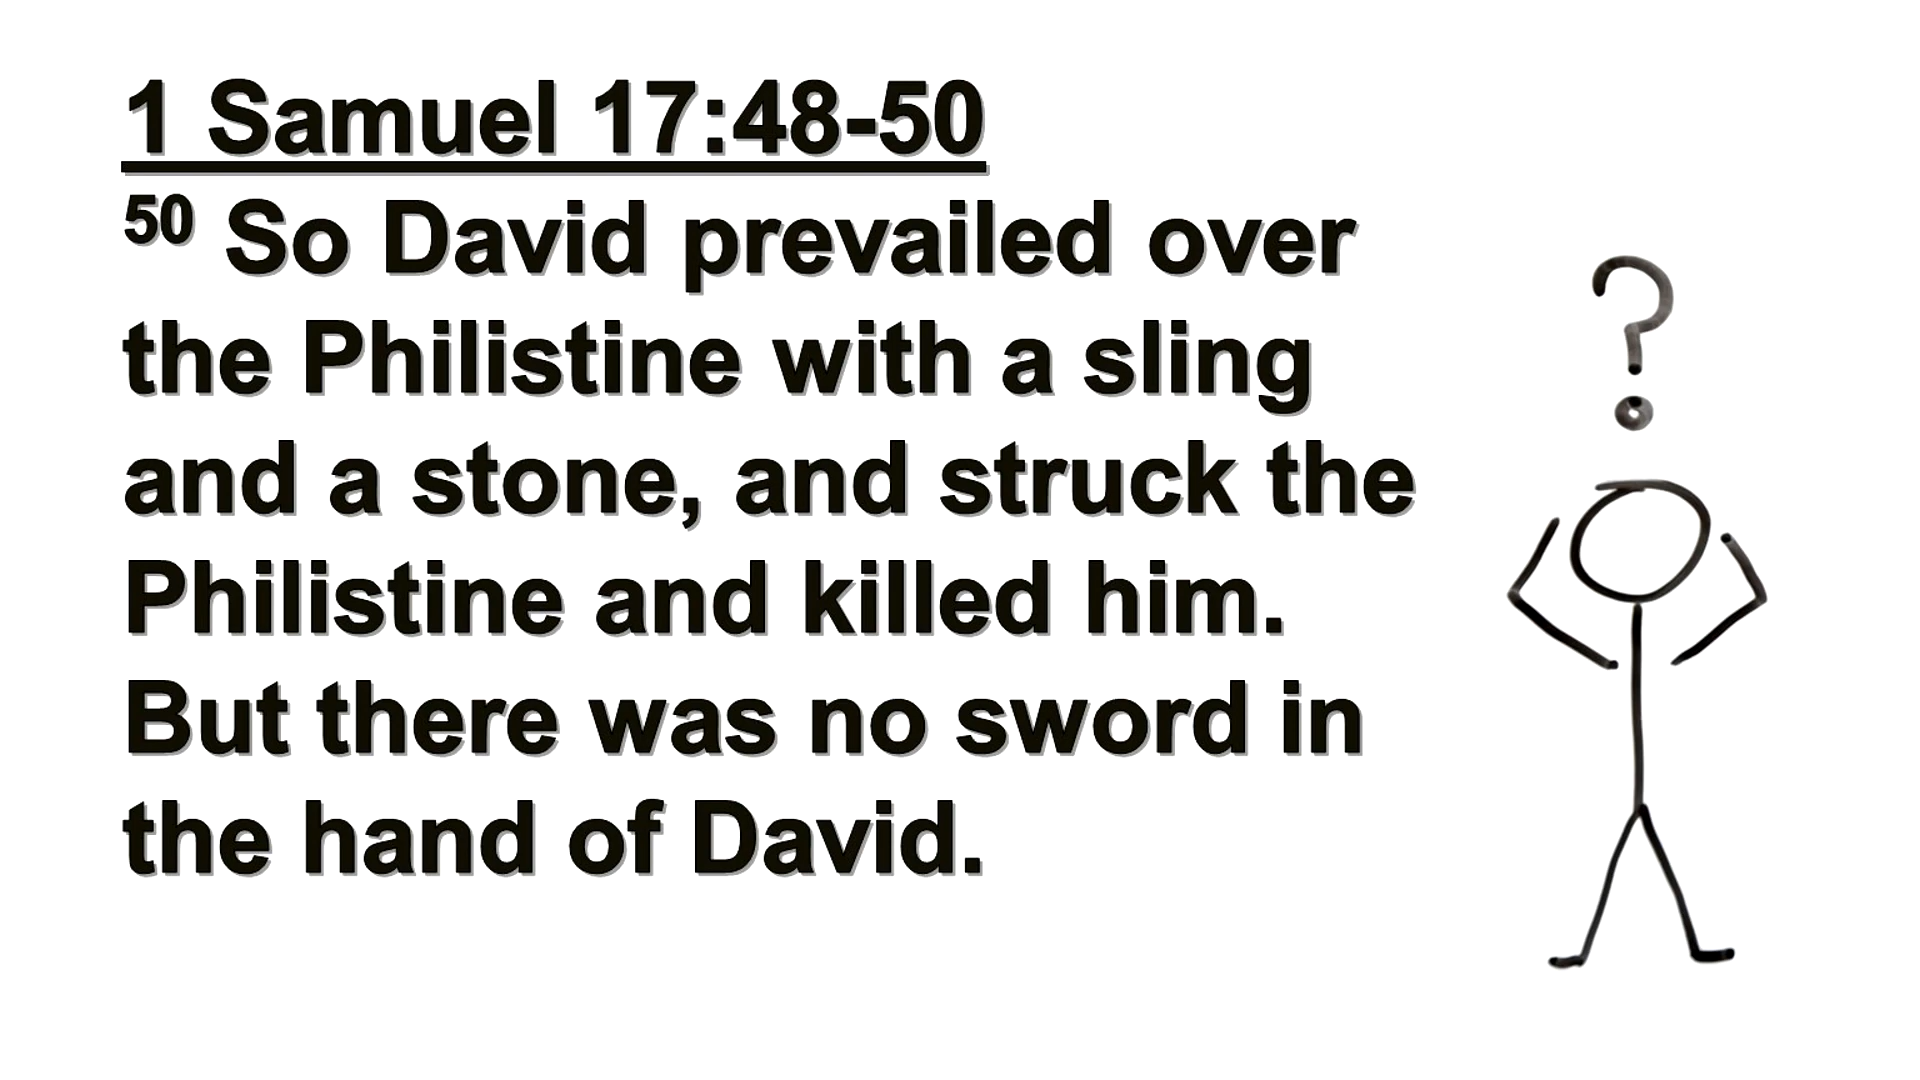 1 Samuel 17:48-50
50 So David prevailed over
the Philistine with a sling
and a stone, and struck the
Philistine and killed him.
But there was no sword in
the hand of David.
?